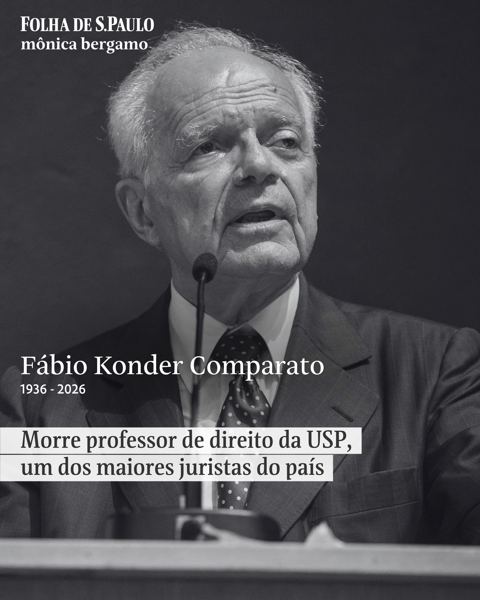 FOLHA DE S.PAULO
mônica bergamo
Fábio Konder Comparato
1936 - 2026
Morre professor de direito da USP,
um dos maiores juristas do país